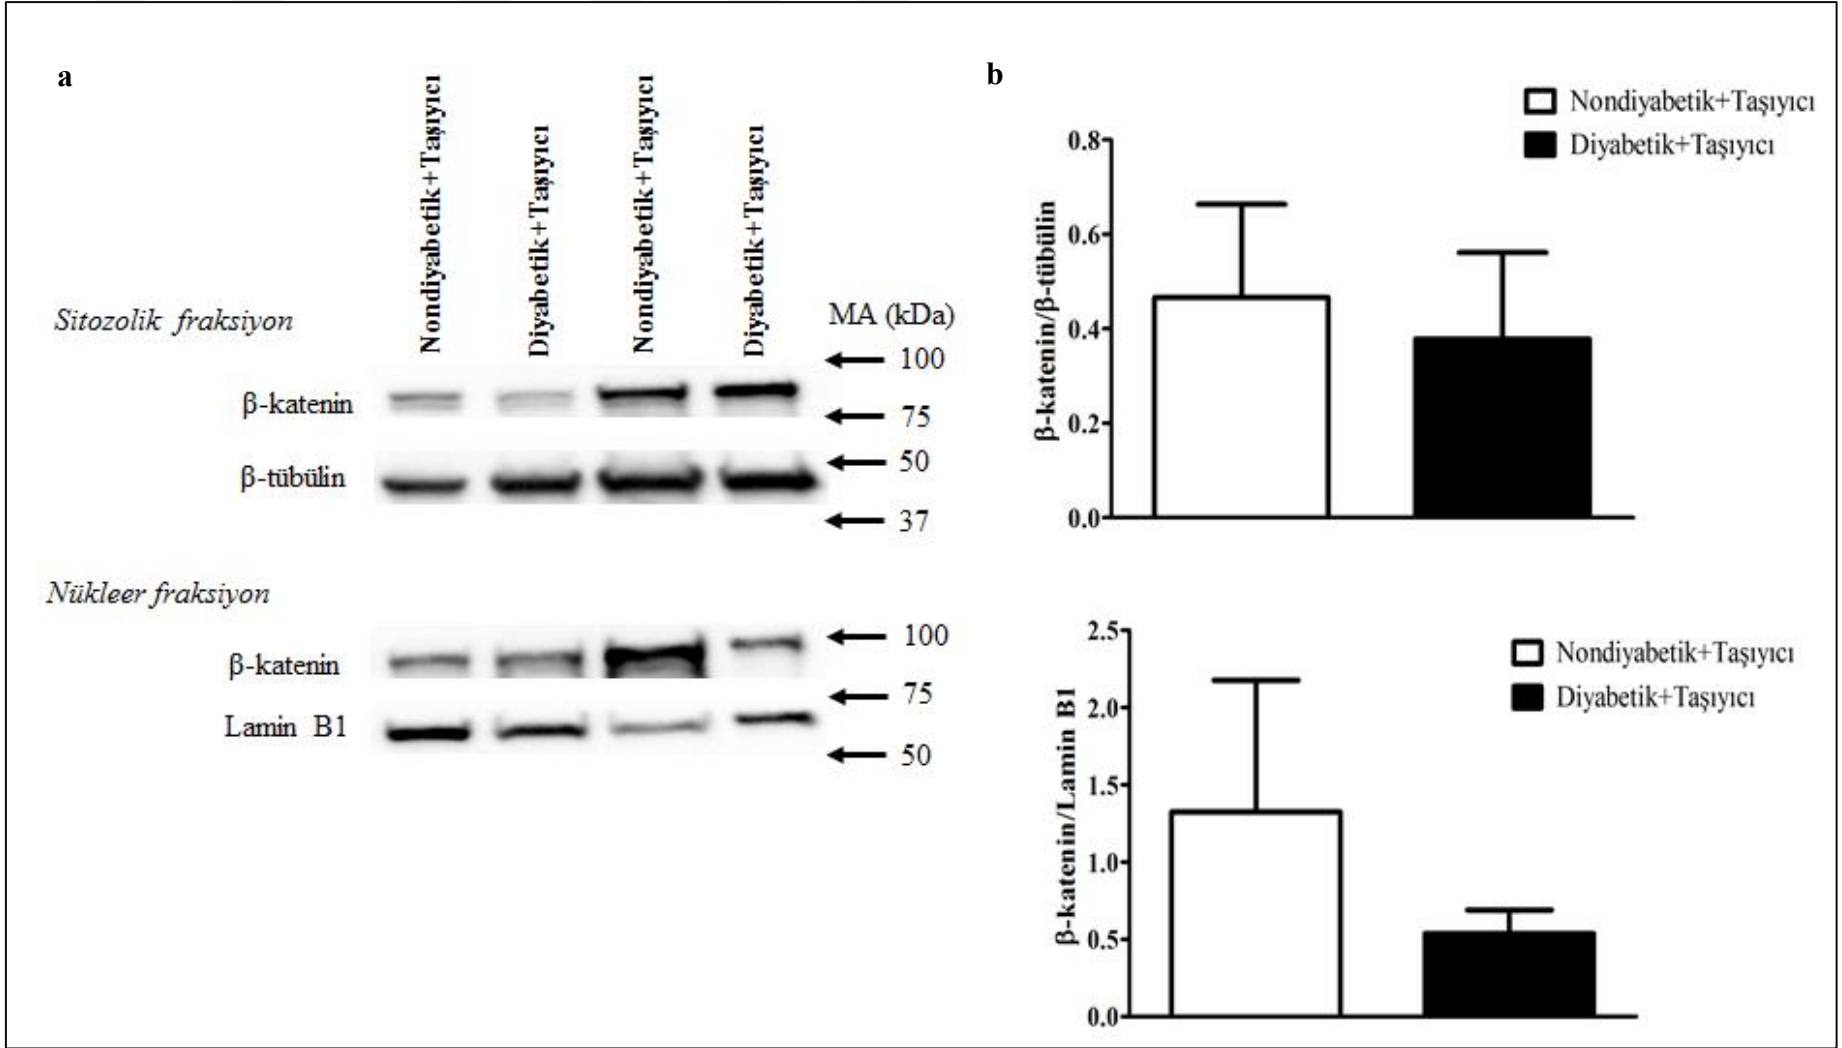 a
Nondiyabetik+Taşıyıcı
Diyabetik+Taşıyıcı
Nondiyabetik+Taşıyıcı
Diyabetik+Taşıyıcı
Sitozolik fraksiyon
MA (kDa)
100
β-katenin
75
50
β-tübülin
37
Nükleer fraksiyon
100
β-katenin
75
Lamin B1
50
b
Nondiyabetik+Taşıyıcı
Diyabetik+Taşıyıcı
β-katenin/β-tübülin
0.8
0.6
0.4
0.2
0.0
Nondiyabetik+Taşıyıcı
Diyabetik+Taşıyıcı
β-katenin/Lamin B1
2.5
2.0
1.5
1.0
0.5
0.0